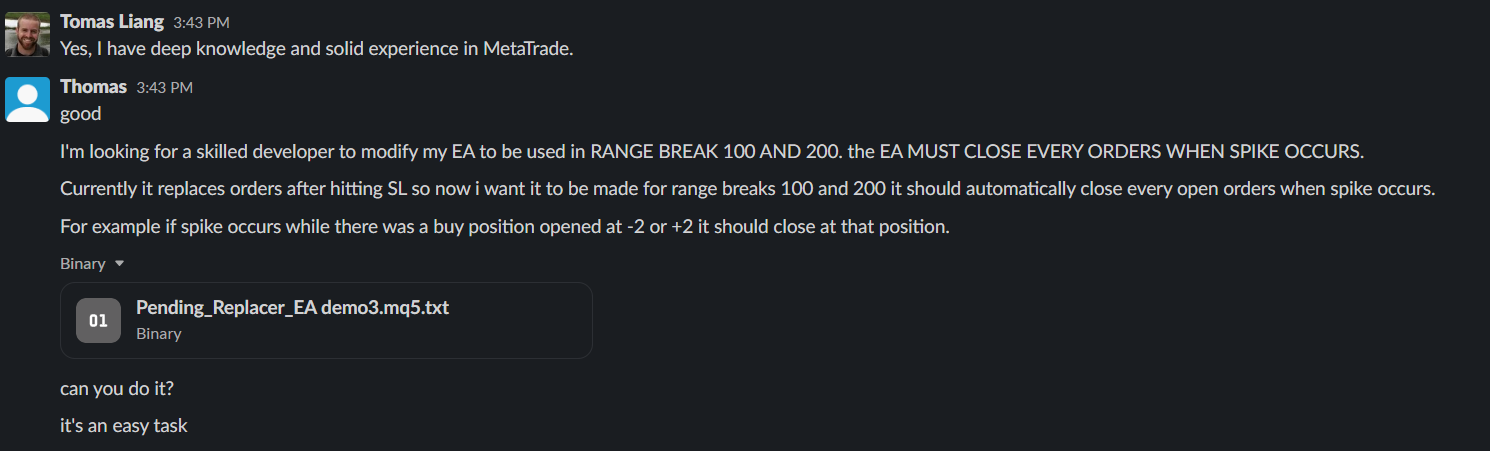 Tomas Liang 3:43 PM
Yes, I have deep knowledge and solid experience in MetaTrade.
Thomas 3:43 PM
good
I'm looking for a skilled developer to modify my EA to be used in RANGE BREAK 100 AND 200. the EA MUST CLOSE EVERY ORDERS WHEN SPIKE OCCURS.
Currently it replaces orders after hitting SL so now i want it to be made for range breaks 100 and 200 it should automatically close every open orders when spike occurs.
For example if spike occurs while there was a buy position opened at -2 or +2 it should close at that position.
Binary
01
Pending_Replacer_EA demo3.mq5.txt
Binary
can you do it?
it's an easy task